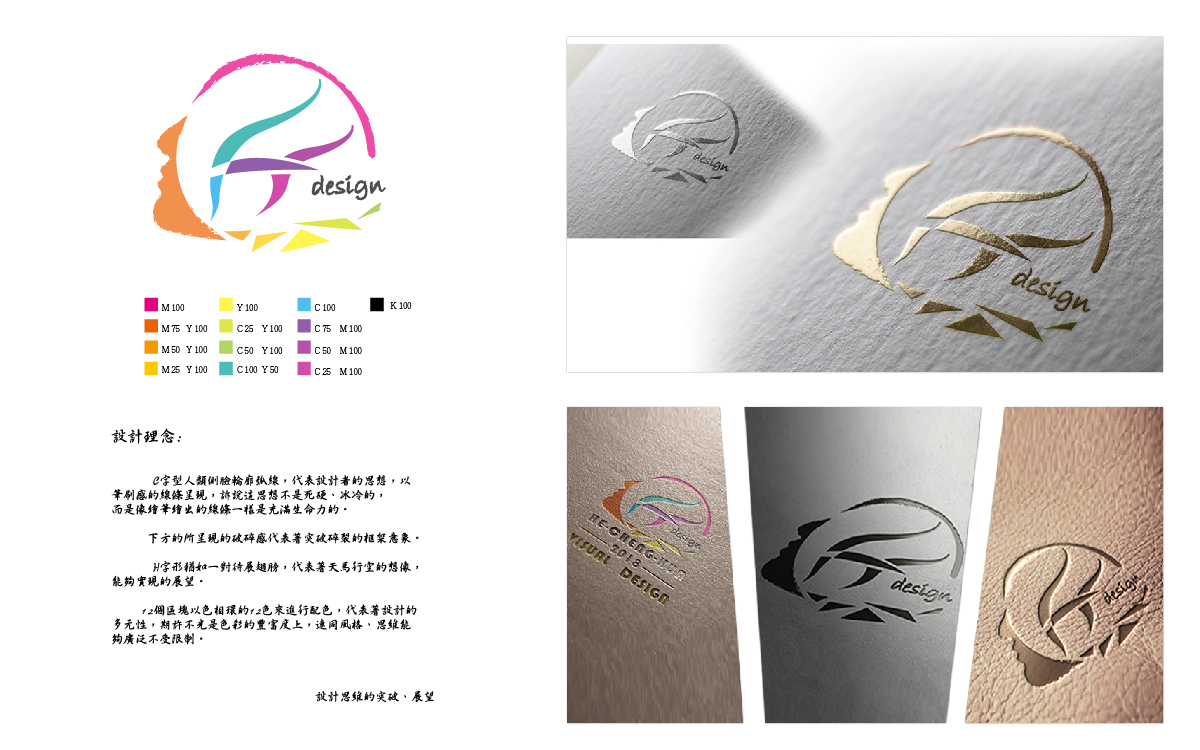 design
M 100
Y 100
C 100
K 100
M 75 Y 100
C 25 Y 100
C 75 M 100
M 50 Y 100
C 50 Y 100
C 50 M 100
M 25 Y 100
C 100 Y 50
C 25 M 100
設計理念:
C字型人類側臉輪廓弧線，代表設計者的思想，以
筆刷感的線條呈現，訴說這思想不是死硬、冰冷的，
而是像繪筆繪出的線條一樣是充滿生命力的。
下方的所呈現的破碎感代表著突破碎裂的框架意象。
H字形猶如一對待展翅膀，代表著天馬行空的想像，
能夠實現的展望。
12個區塊以色相環的12色來進行配色，代表著設計的
多元性，期許不光是色彩的豐富度上，連同風格、思維能
夠廣泛不受限制。
設計思維的突破、展望
design
design
design
HE-CHENG-HAN
2018
VISUAL DESIGN
design
design